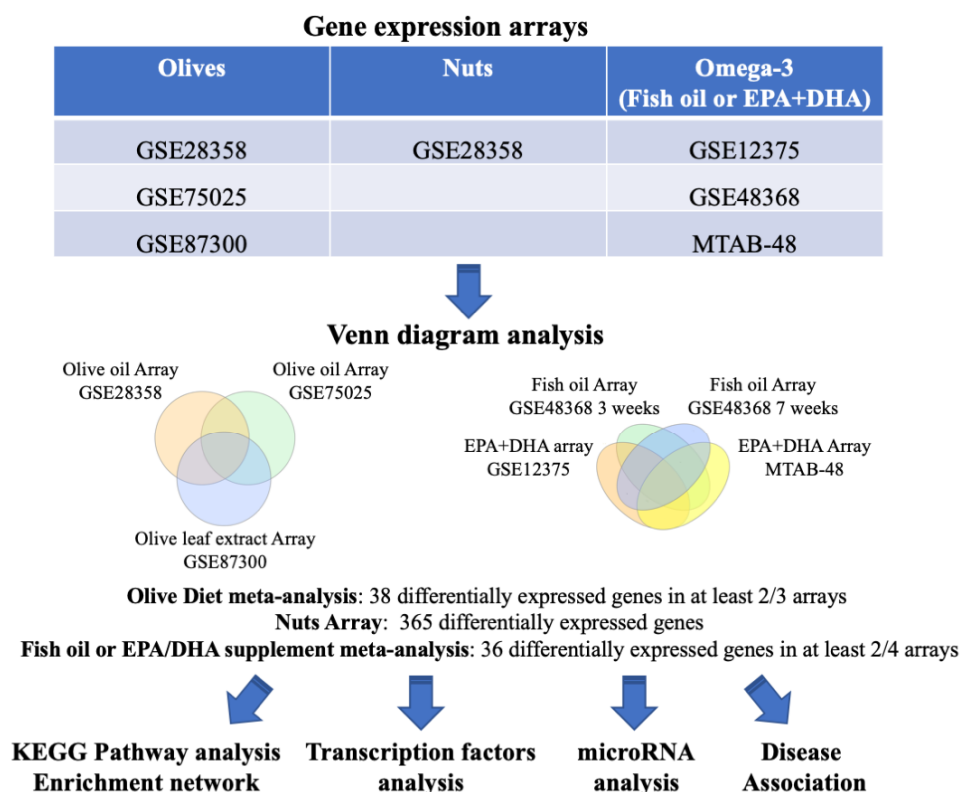 Gene expression arrays
Olives Nuts Omega-3
(Fish oil or EPA+DHA)
GSE28358 GSE28358 GSE12375
GSE75025 GSE48368
GSE87300 MTAB-48
Venn diagram analysis
Olive oil Array
GSE28358
Olive oil Array
GSE75025
Olive leaf extract Array
GSE87300
Fish oil Array
GSE48368 3 weeks
Fish oil Array
GSE48368 7 weeks
EPA+DHA array
GSE12375
EPA+DHA Array
MTAB-48
Olive Diet meta-analysis: 38 differentially expressed genes in at least 2/3 arrays
Nuts Array: 365 differentially expressed genes
Fish oil or EPA/DHA supplement meta-analysis: 36 differentially expressed genes in at least 2/4 arrays
KEGG Pathway analysis
Enrichment network
Transcription factors
analysis
microRNA
analysis
Disease
Association